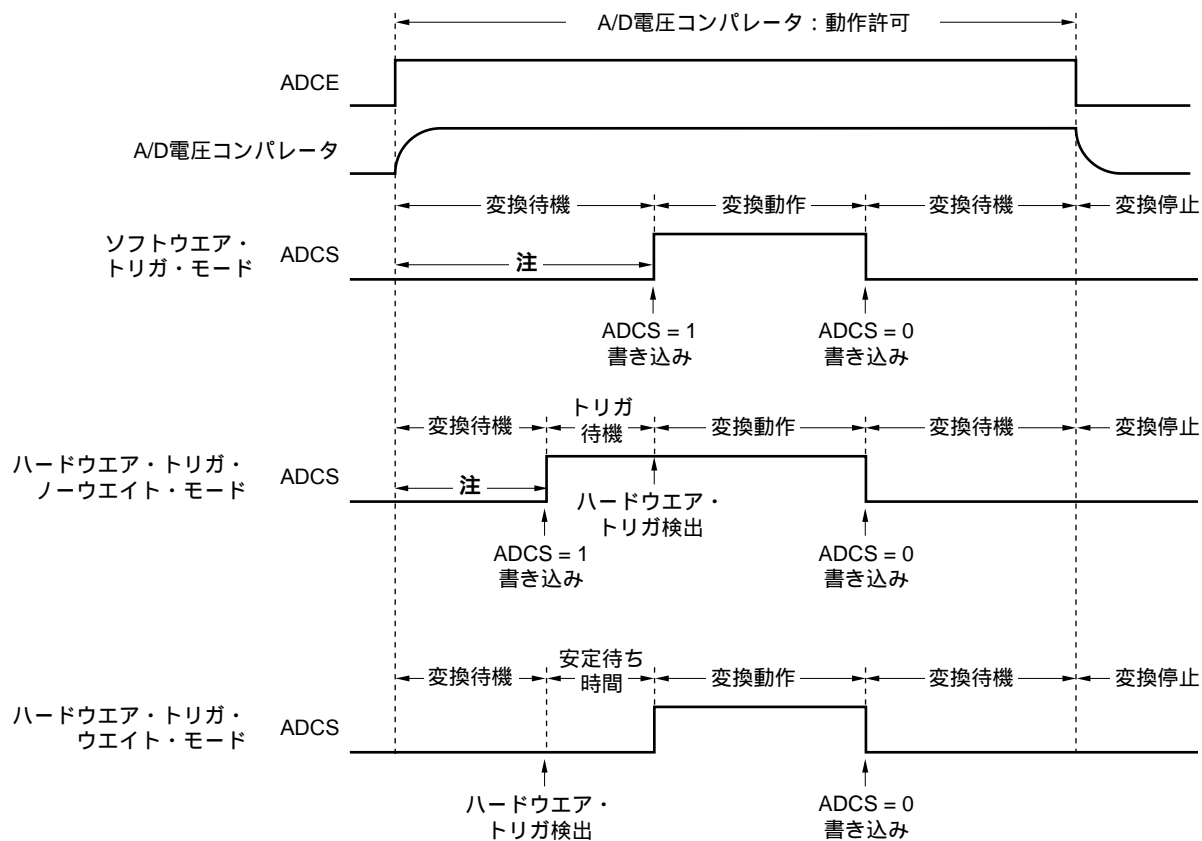 A/D電圧コンパレータ：動作許可
ADCE
A/D電圧コンパレータ
変換待機
変換動作
変換待機
変換停止
ソフトウエア・
トリガ・モード
ADCS
注
ADCS = 1
書き込み
ADCS = 0
書き込み
変換待機
トリガ
待機
変換動作
変換待機
変換停止
ハードウエア・トリガ・
ノーウエイト・モード
ADCS
注
ハードウエア・
トリガ検出
ADCS = 1
書き込み
ADCS = 0
書き込み
変換待機
安定待ち
時間
変換動作
変換待機
変換停止
ハードウエア・トリガ・
ウエイト・モード
ADCS
ハードウエア・
トリガ検出
ADCS = 0
書き込み